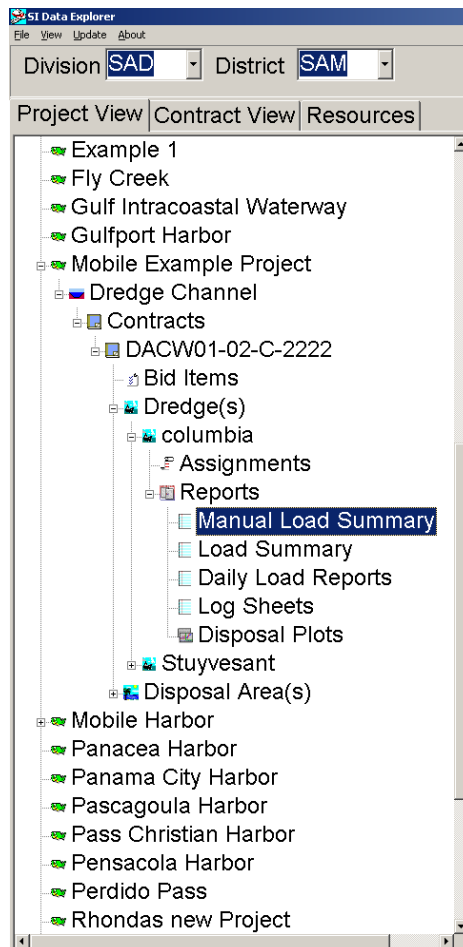 SI Data Explorer
File View Update About
Division SAD District SAM
Project View Contract View Resources
Example 1
Fly Creek
Gulf Intracoastal Waterway
Gulfport Harbor
Mobile Example Project
Dredge Channel
Contracts
DACW01-02-C-2222
Bid Items
Dredge(s)
columbia
Assignments
Reports
Manual Load Summary
Load Summary
Daily Load Reports
Log Sheets
Disposal Plots
Stuyvesant
Disposal Area(s)
Mobile Harbor
Panacea Harbor
Panama City Harbor
Pascagoula Harbor
Pass Christian Harbor
Pensacola Harbor
Perdido Pass
Rhondas new Project